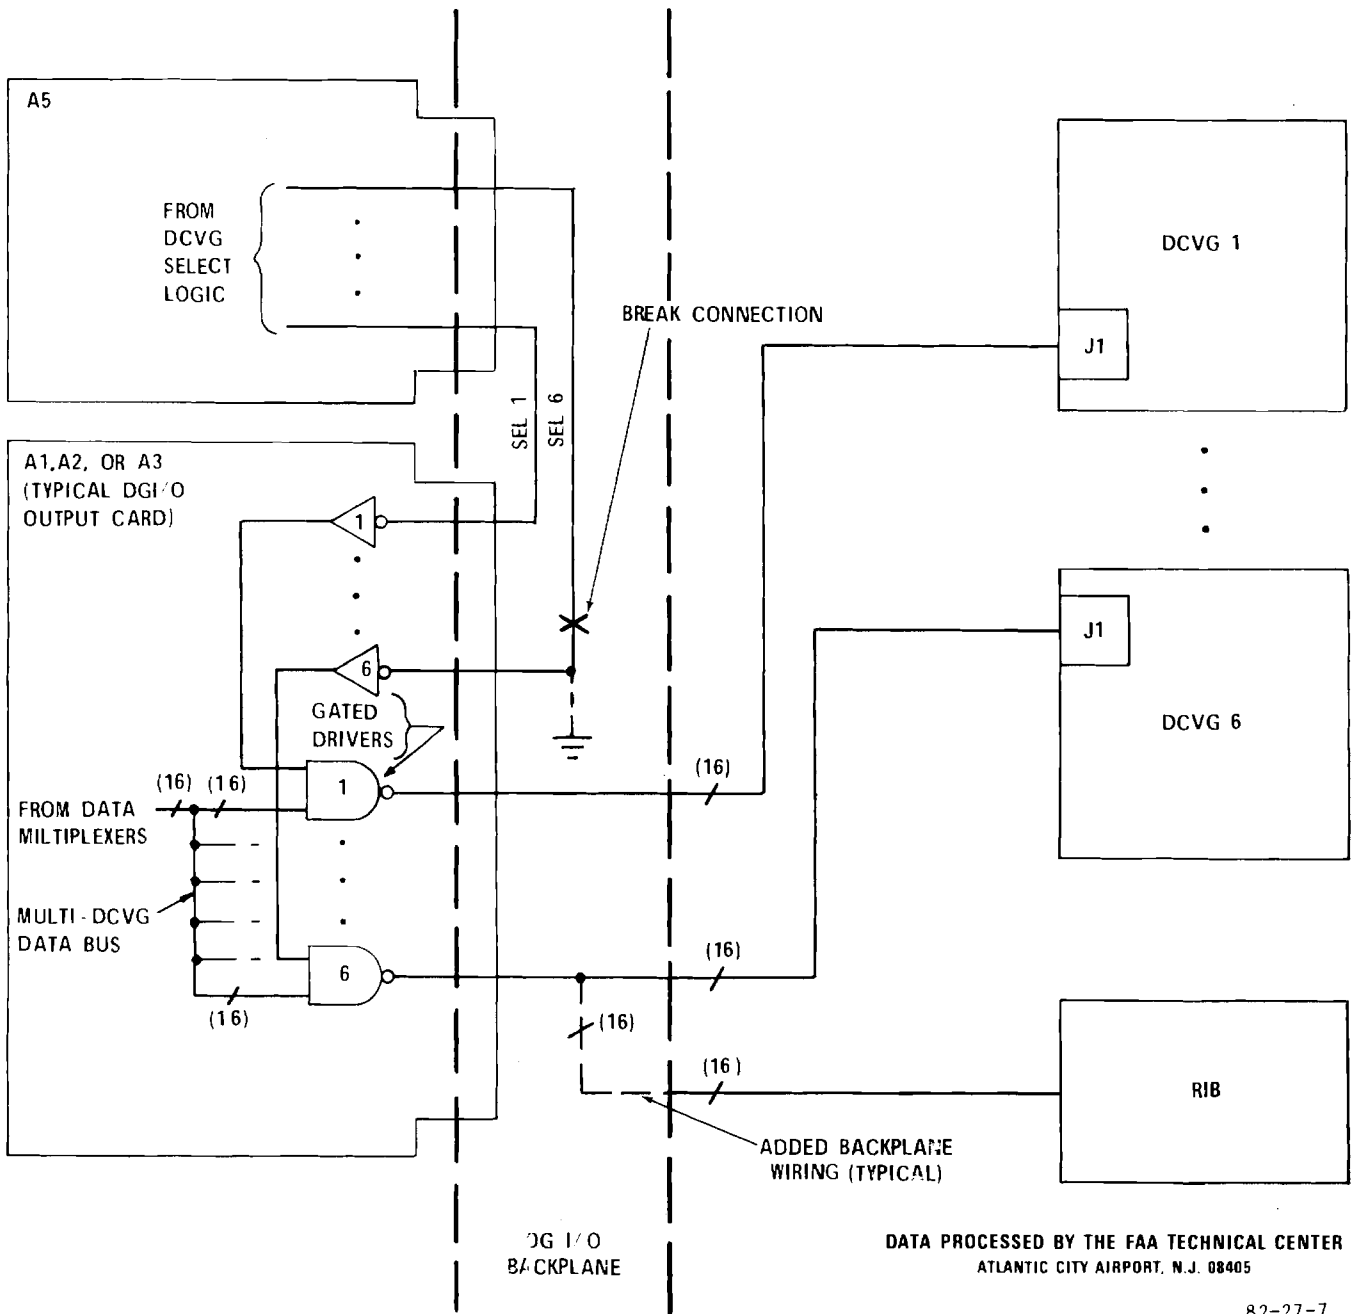 A5
FROM
DCVG
SELECT
LOGIC
SEL 1
SEL 6
BREAK CONNECTION
DCVG 1
J1
A1,A2, OR A3
(TYPICAL DGI/O
OUTPUT CARD)
1
6
GATED
DRIVERS
J1
DCVG 6
(16)
(16)
1
(16)
FROM DATA
MILTIPLEXERS
MULTI-DCVG
DATA BUS
6
(16)
(16)
(16)
(16)
RIB
ADDED BACKPLANE
WIRING (TYPICAL)
DG I/O
BACKPLANE
DATA PROCESSED BY THE FAA TECHNICAL CENTER
ATLANTIC CITY AIRPORT, N.J. 08405
82-27-7